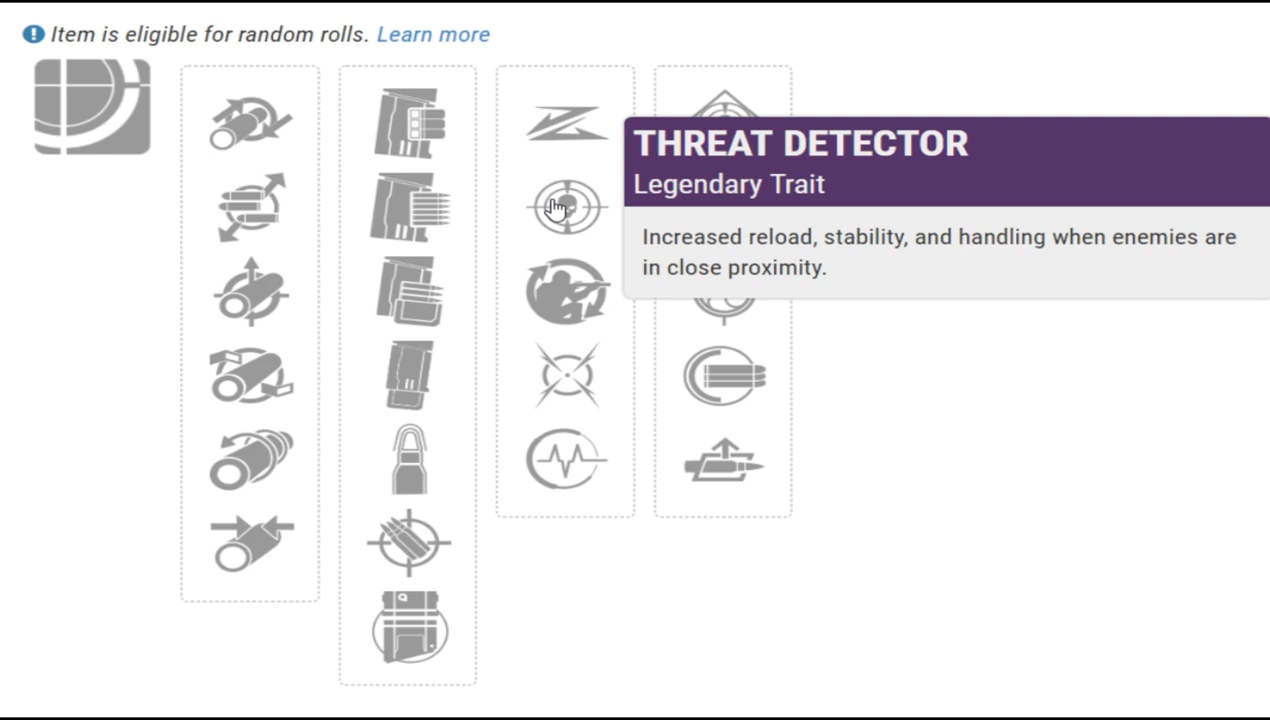 Item is eligible for random rolls. Learn more
THREAT DETECTOR
Legendary Trait
Increased reload, stability, and handling when enemies are
in close proximity.